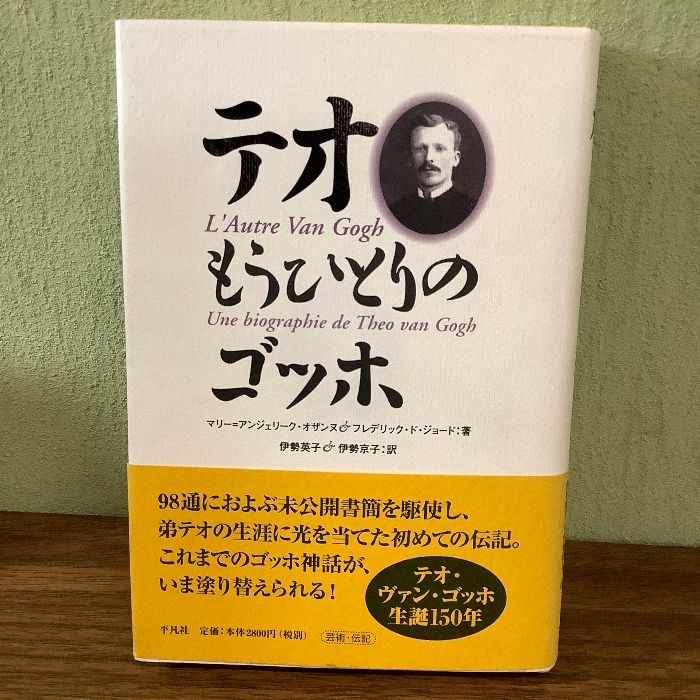 テオ
L'Autre Van Gogh
もうひとりの
Une biographie de Theo van Gogh
ゴッホ
マリー=アンジェリーク・オザンヌ&フレデリック・ド・ジョード:著
伊勢英子&伊勢京子:訳
98通におよぶ未公開書簡を駆使し、
弟テオの生涯に光を当てた初めての伝記。
これまでのゴッホ神話が、
いま塗り替えられる!
テオ・
ヴァン・ゴッホ
生誕150年
平凡社 定価:本体2800円(税別) 芸術・伝記